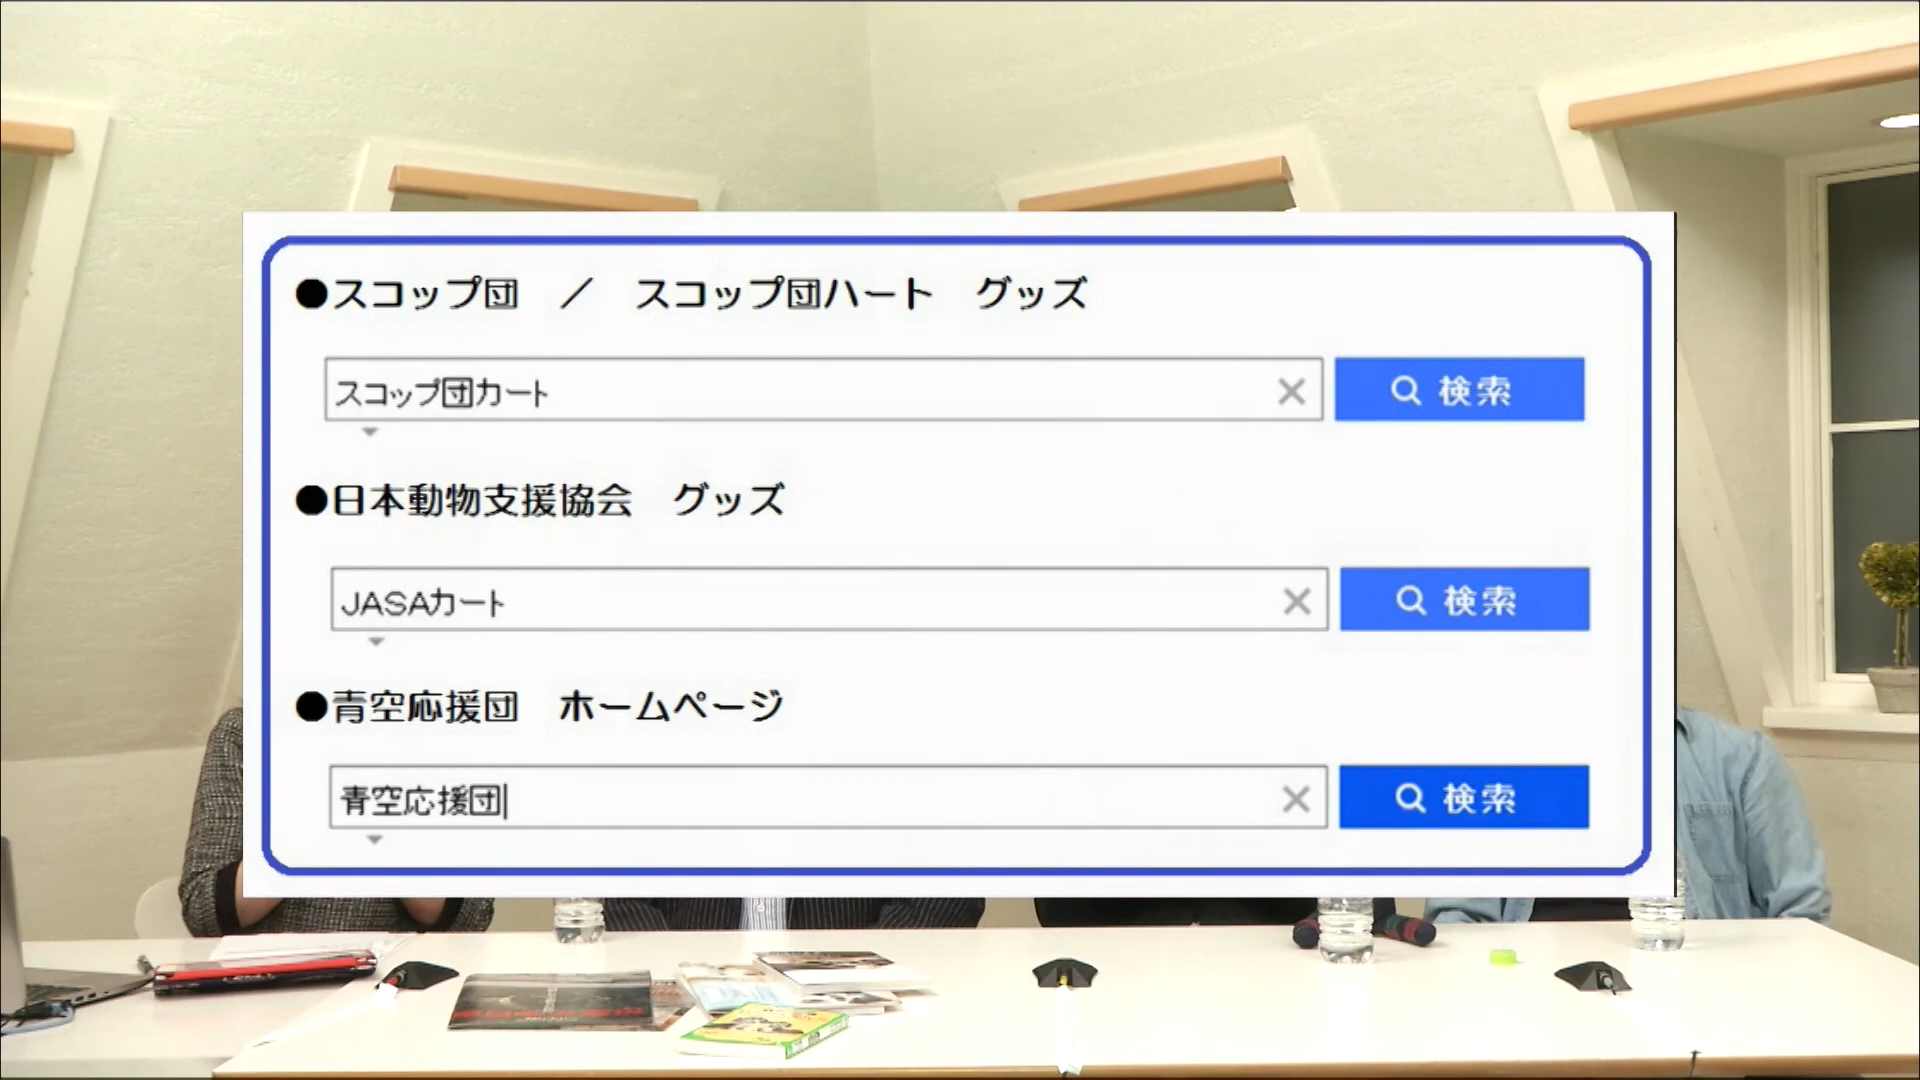 ●スコップ団　／　スコップ団ハート　グッズ
スコップ団カート
検索
●日本動物支援協会　グッズ
JASAカート
検索
●青空応援団　ホームページ
青空応援団
検索